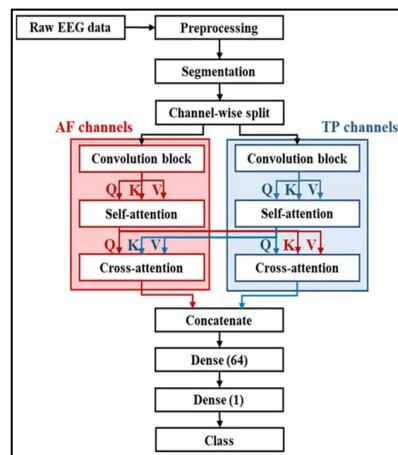 Raw EEG data
Preprocessing
Segmentation
Channel-wise split
AF channels
TP channels
Convolution block
Convolution block
Q K V
Q K V
Self-attention
Self-attention
Q K V
Q K V
Cross-attention
Cross-attention
Concatenate
Dense (64)
Dense (1)
Class